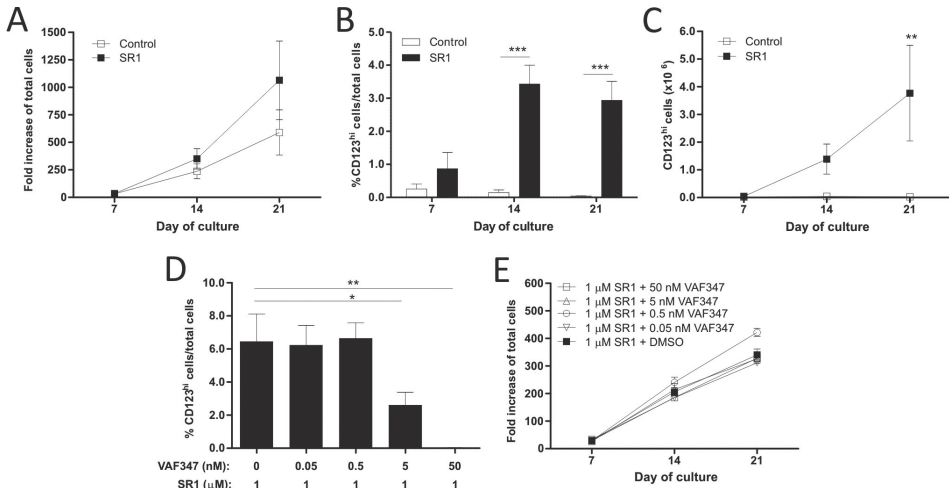 A
Fold increase of total cells
1500
1250
1000
750
500
250
0
Control
SR1
7 14 21
Day of culture
B
%CD123hi cells/total cells
5.0
4.0
3.0
2.0
1.0
0.0
Control
SR1
***
***
7 14 21
Day of culture
C
CD123hi cells (x10 6)
6.0
5.0
4.0
3.0
2.0
1.0
0.0
Control
SR1
**
7 14 21
Day of culture
D
% CD123hi cells/total cells
10.0
8.0
6.0
4.0
2.0
0.0
**
*
VAF347 (nM): 0 0.05 0.5 5 50
SR1 (µM): 1 1 1 1 1
E
Fold increase of total cells
600
500
400
300
200
100
0
1 µM SR1 + 50 nM VAF347
1 µM SR1 + 5 nM VAF347
1 µM SR1 + 0.5 nM VAF347
1 µM SR1 + 0.05 nM VAF347
1 µM SR1 + DMSO
7 14 21
Day of culture